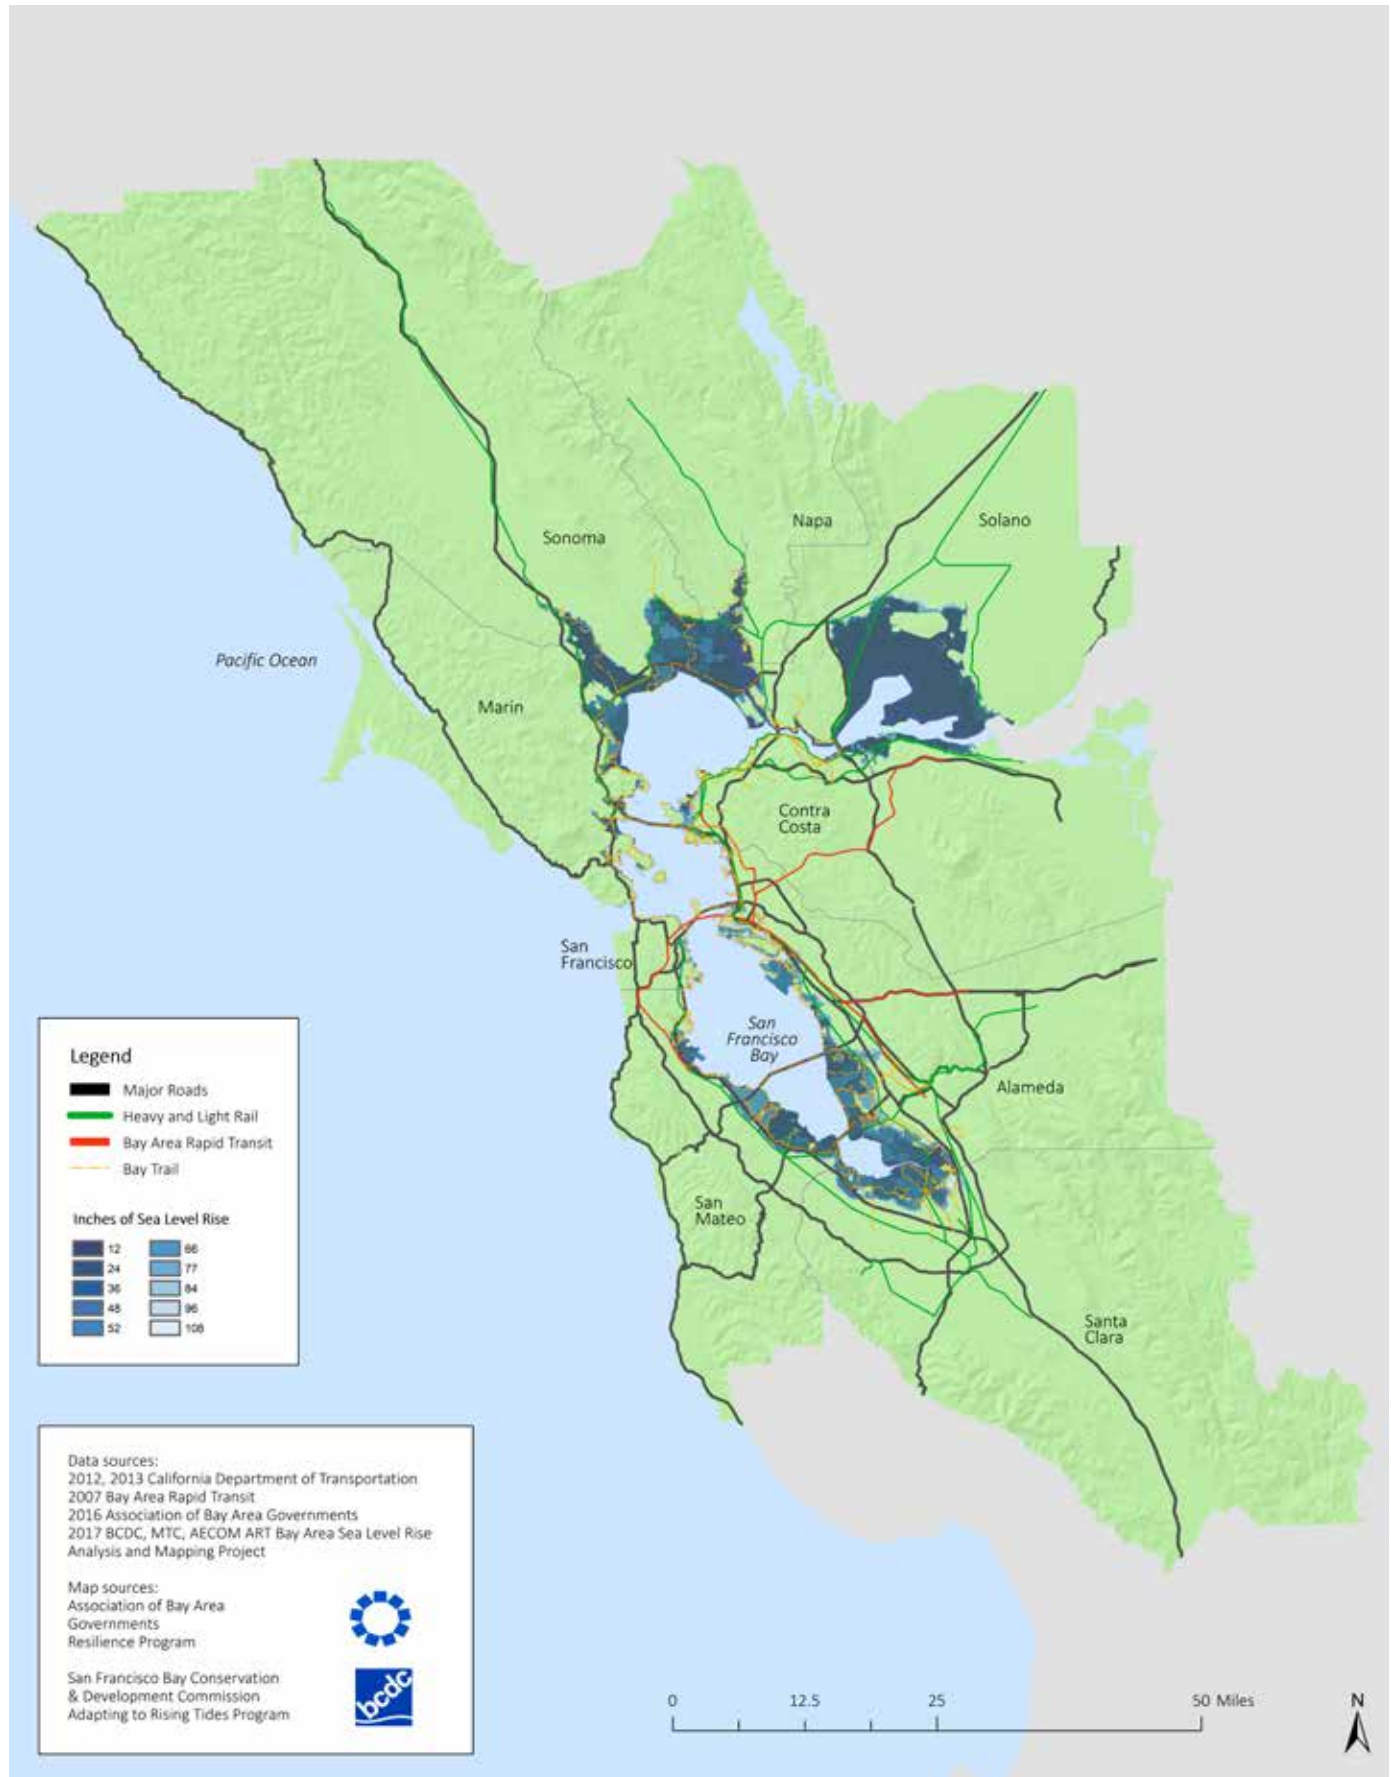 Sonoma
Napa
Solano
Pacific Ocean
Marin
Contra
Costa
San
Francisco
San
Francisco
Bay
Alameda
San
Mateo
Santa
Clara
Legend
Major Roads
Heavy and Light Rail
Bay Area Rapid Transit
Bay Trail
Inches of Sea Level Rise
12
24
36
48
52
66
77
84
96
108
Data sources:
2012, 2013 California Department of Transportation
2007 Bay Area Rapid Transit
2016 Association of Bay Area Governments
2017 BCDC, MTC, AECOM ART Bay Area Sea Level Rise
Analysis and Mapping Project
Map sources:
Association of Bay Area
Governments
Resilience Program
San Francisco Bay Conservation
& Development Commission
Adapting to Rising Tides Program
bcdc
0 12.5 25 50 Miles
N